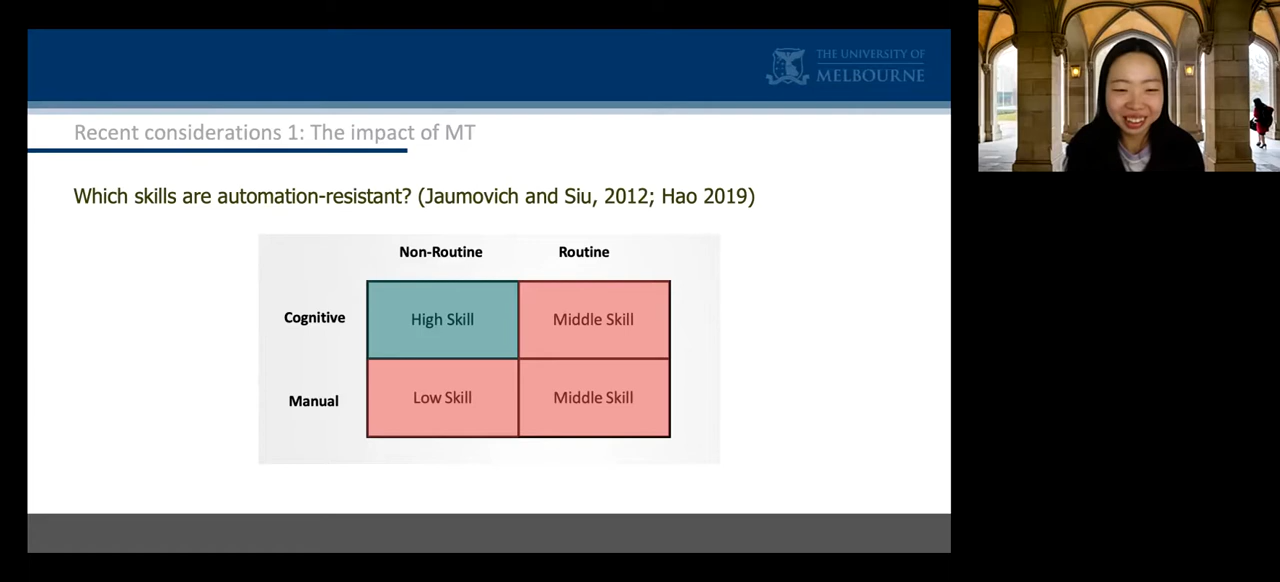 THE UNIVERSITY OF
MELBOURNE
Recent considerations 1: The impact of MT
Which skills are automation-resistant? (Jaumovich and Siu, 2012; Hao 2019)
Non-Routine Routine
Cognitive High Skill Middle Skill
Manual Low Skill Middle Skill